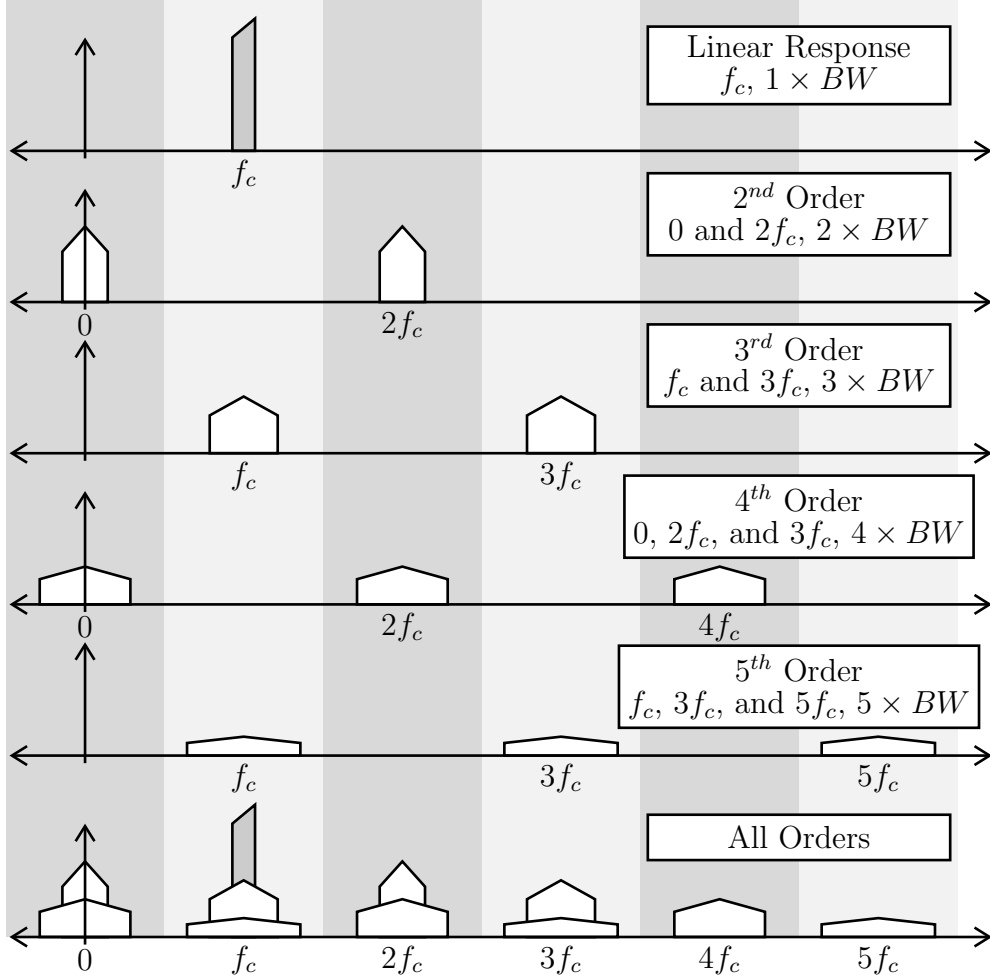 Linear Response
f_c, 1 × BW
f_c
2^{nd} Order
0 and 2f_c, 2 × BW
0 2f_c
3^{rd} Order
f_c and 3f_c, 3 × BW
f_c 3f_c
4^{th} Order
0, 2f_c, and 3f_c, 4 × BW
0 2f_c 4f_c
5^{th} Order
f_c, 3f_c, and 5f_c, 5 × BW
f_c 3f_c 5f_c
All Orders
0 f_c 2f_c 3f_c 4f_c 5f_c